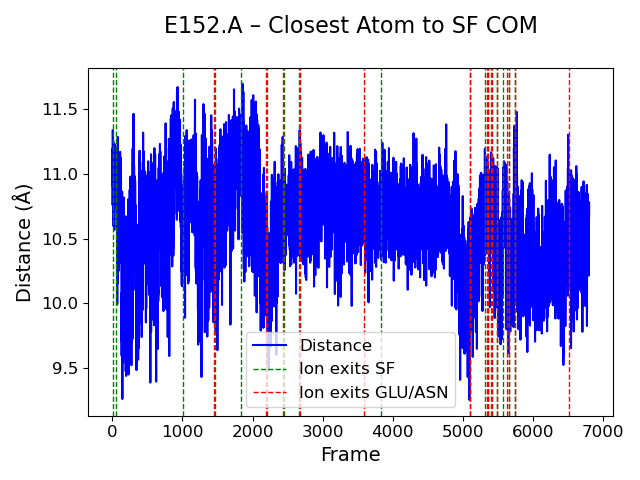 E152.A – Closest Atom to SF COM
Distance (Å)
11.5
11.0
10.5
10.0
9.5
Distance
Ion exits SF
Ion exits GLU/ASN
0 1000 2000 3000 4000 5000 6000 7000
Frame